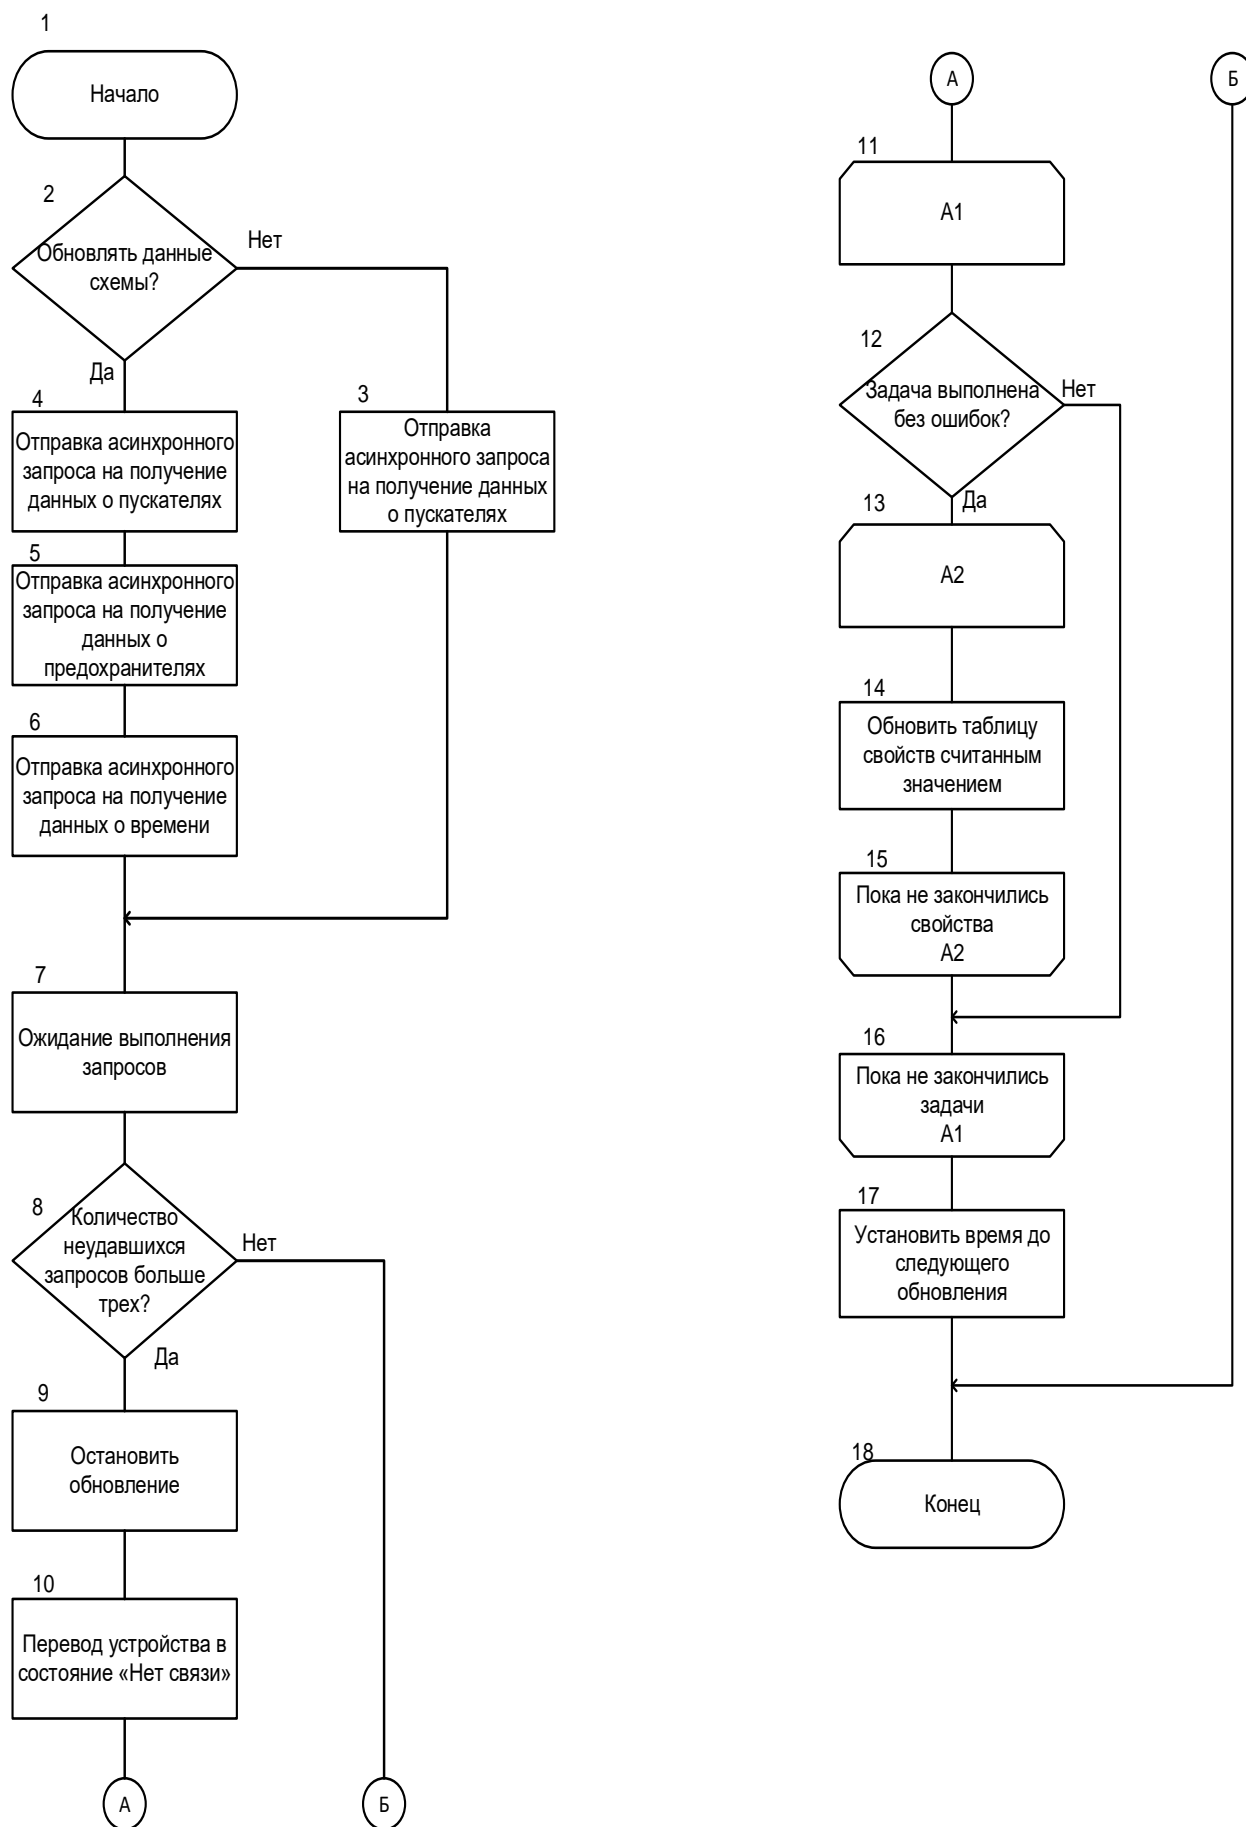 1
Начало
2
Обновлять данные
схемы?
Нет
Да
4
Отправка асинхронного
запроса на получение
данных о пускателях
3
Отправка
асинхронного запроса
на получение данных
о пускателях
5
Отправка асинхронного
запроса на получение
данных о
предохранителях
6
Отправка асинхронного
запроса на получение
данных о времени
7
Ожидание выполнения
запросов
8
Количество
неудавшихся
запросов больше
трех?
Нет
Да
9
Остановить
обновление
10
Перевод устройства в
состояние «Нет связи»
А
Б
А
Б
11
А1
12
Задача выполнена
без ошибок?
Нет
Да
13
А2
14
Обновить таблицу
свойств считанным
значением
15
Пока не закончились
свойства
А2
16
Пока не закончились
задачи
А1
17
Установить время до
следующего
обновления
18
Конец